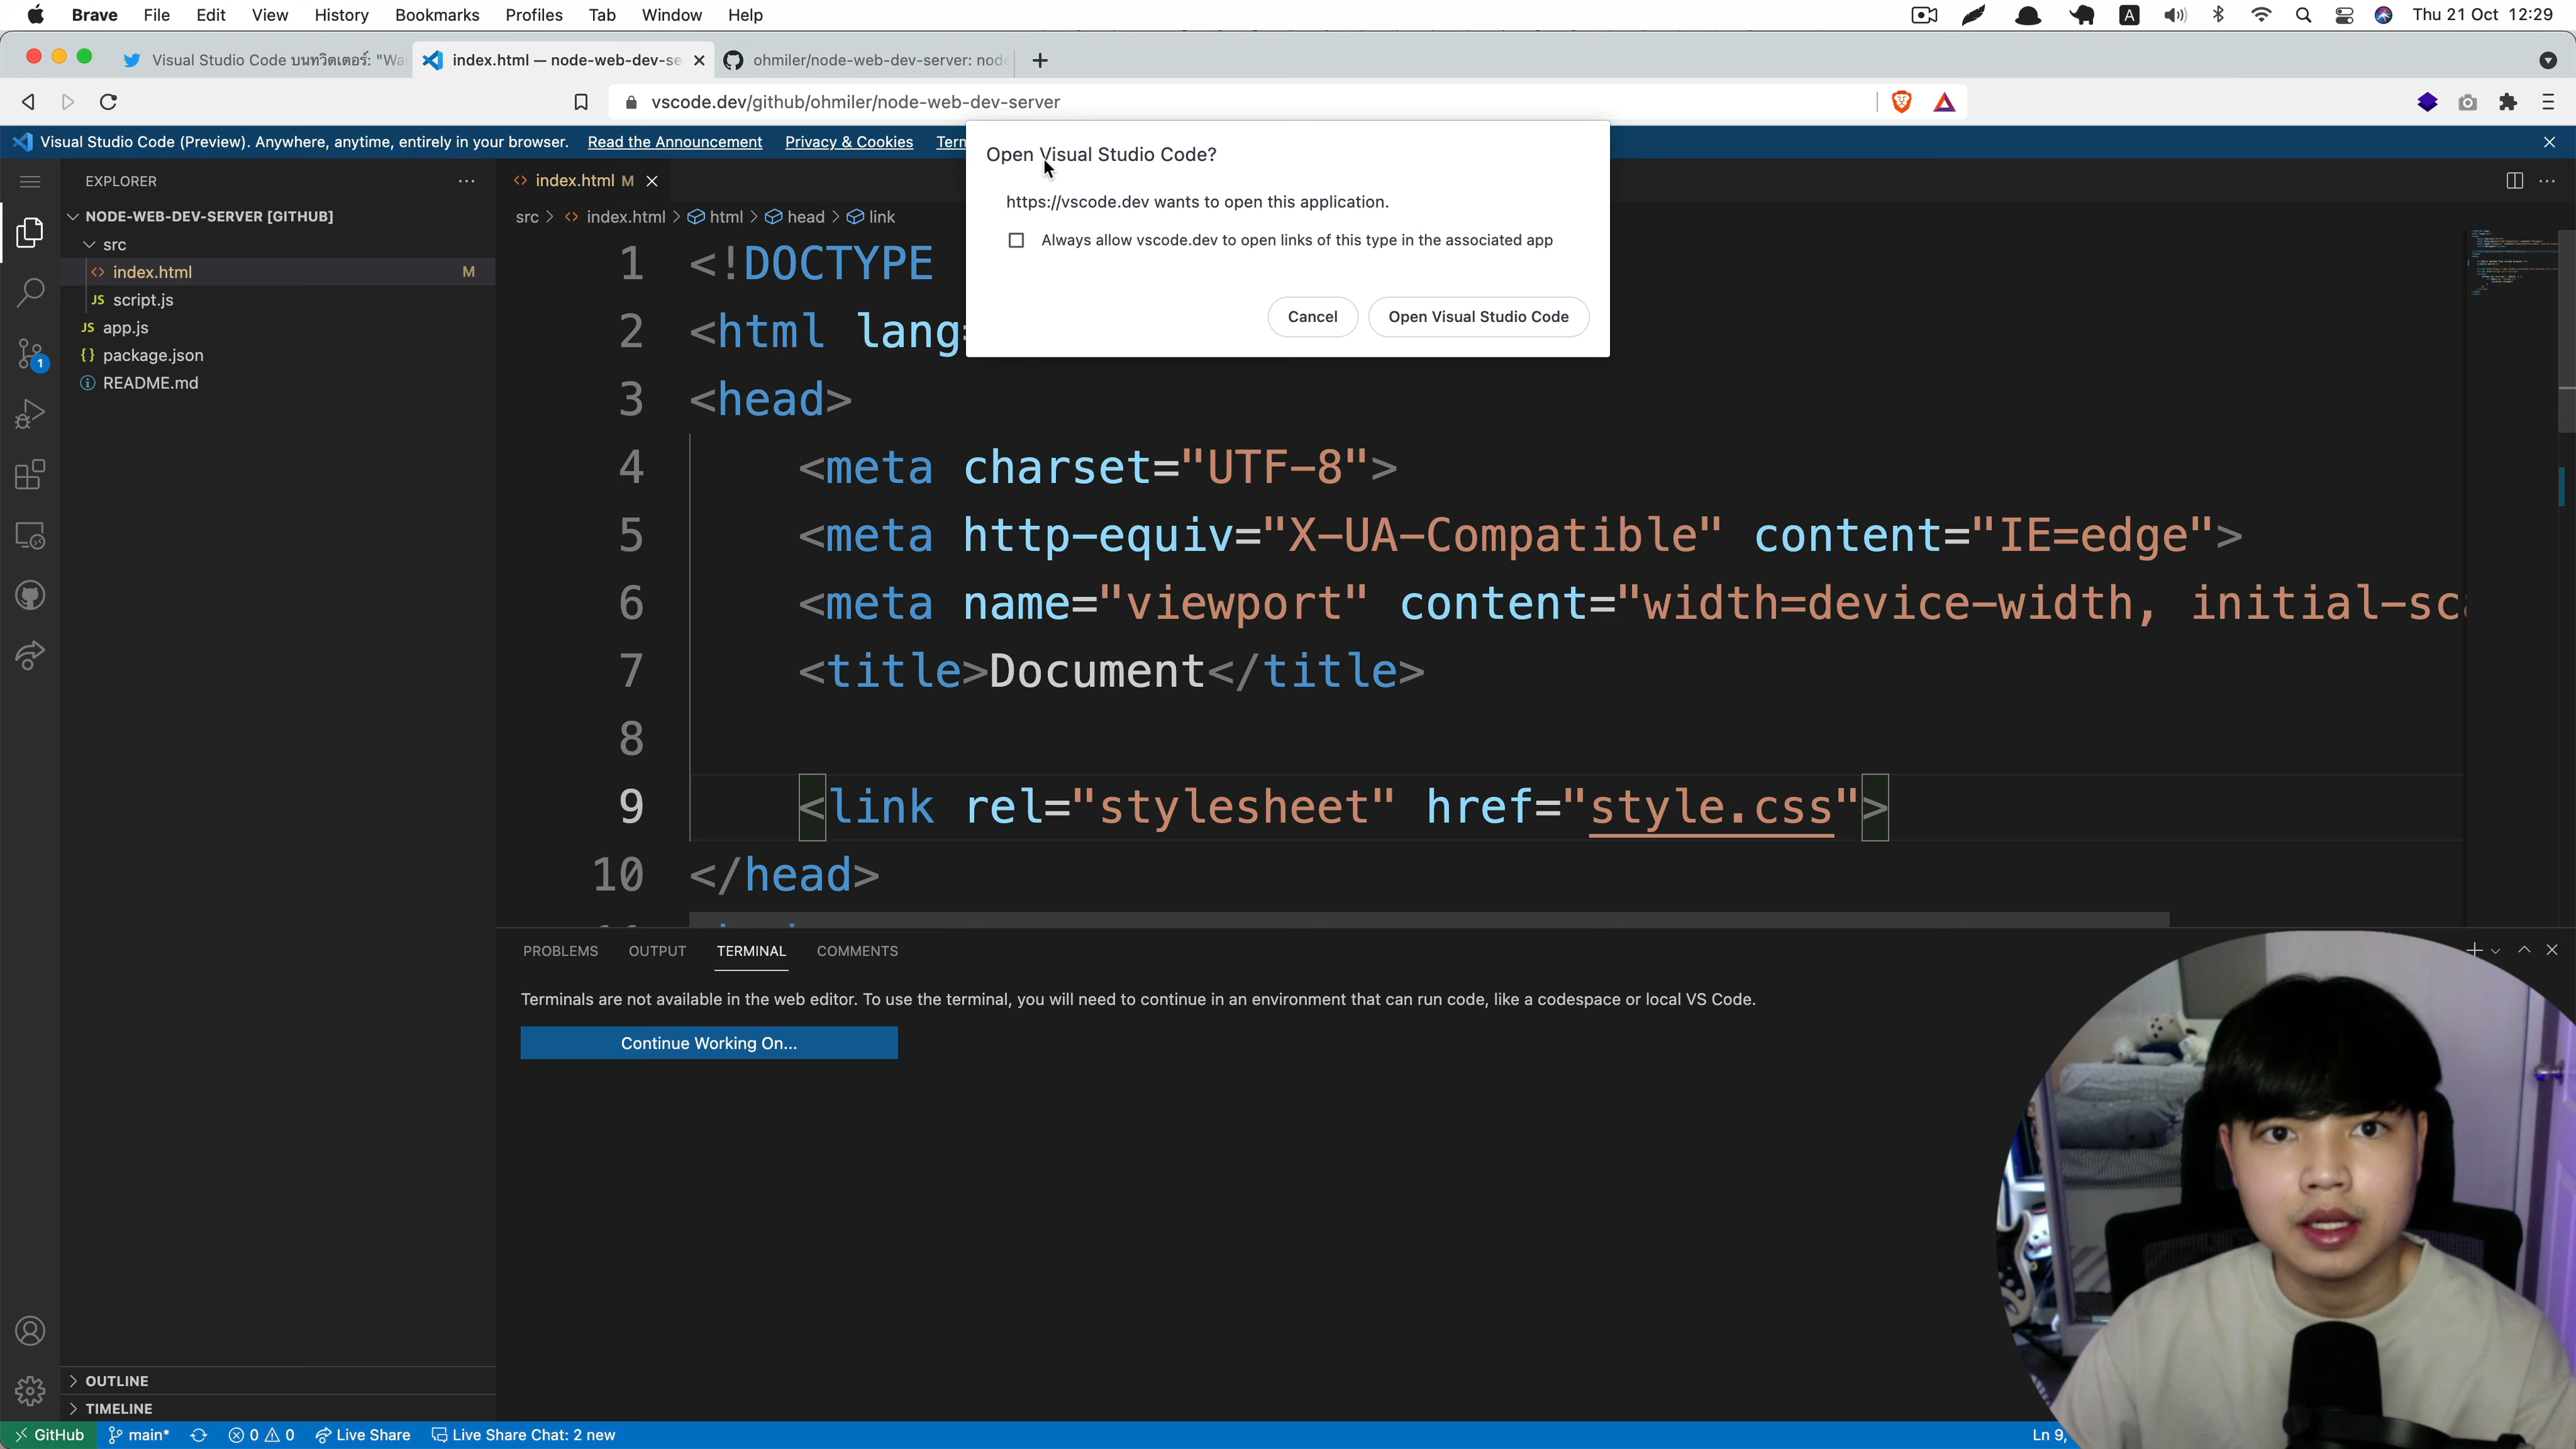 Brave File Edit View History Bookmarks Profiles Tab Window Help
A Thu 21 Oct 12:29
Visual Studio Code บนทวิตเตอร์: "Wa
index.html — node-web-dev-se
ohmiler/node-web-dev-server: node
vscode.dev/github/ohmiler/node-web-dev-server
Visual Studio Code (Preview). Anywhere, anytime, entirely in your browser. Read the Announcement Privacy & Cookies Term
Open Visual Studio Code?
https://vscode.dev wants to open this application.
Always allow vscode.dev to open links of this type in the associated app
Cancel
Open Visual Studio Code
EXPLORER
NODE-WEB-DEV-SERVER [GITHUB]
src
index.html M
JS script.js
JS app.js
{} package.json
README.md
1
OUTLINE
TIMELINE
index.html M
src > index.html > html > head > link
1 <!DOCTYPE
2 <html lang=
3 <head>
4 <meta charset="UTF-8">
5 <meta http-equiv="X-UA-Compatible" content="IE=edge">
6 <meta name="viewport" content="width=device-width, initial-sca
7 <title>Document</title>
8
9 <link rel="stylesheet" href="style.css">
10 </head>
PROBLEMS OUTPUT TERMINAL COMMENTS
Terminals are not available in the web editor. To use the terminal, you will need to continue in an environment that can run code, like a codespace or local VS Code.
Continue Working On...
GitHub main* 0 0 Live Share Live Share Chat: 2 new Ln 9,